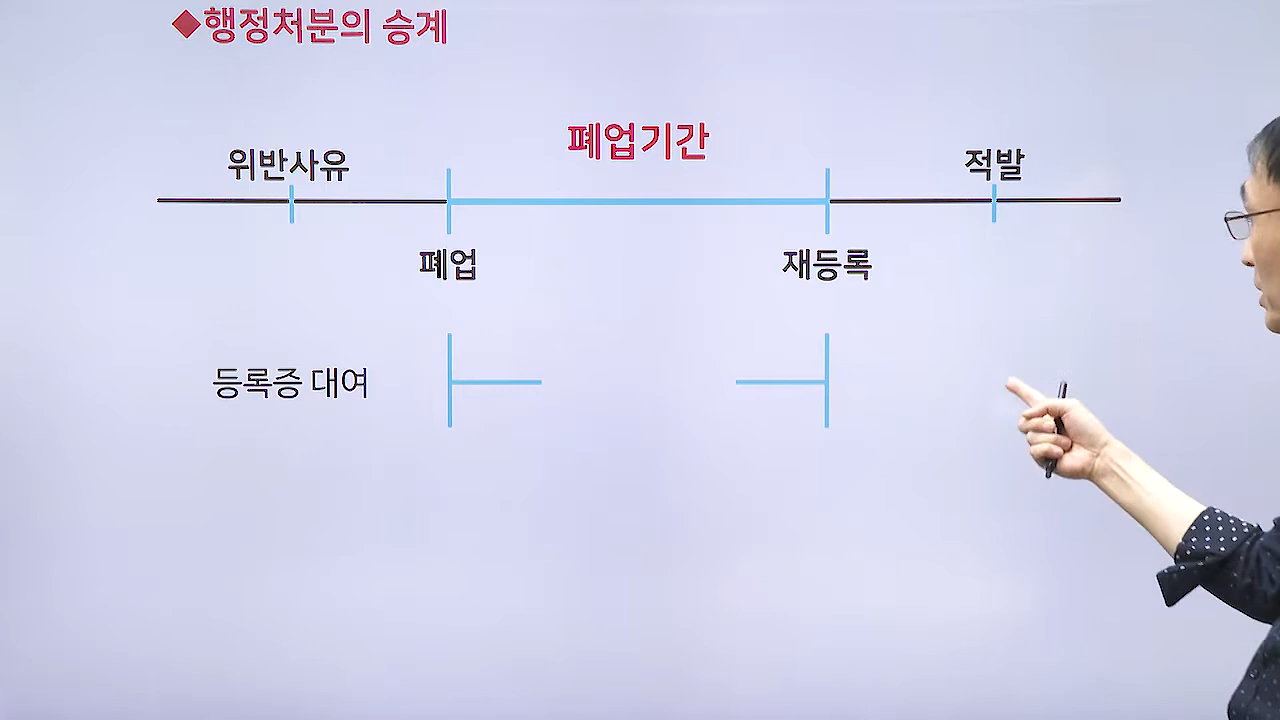 ◆행정처분의 승계
폐업기간
위반사유
적발
폐업
재등록
등록증 대여